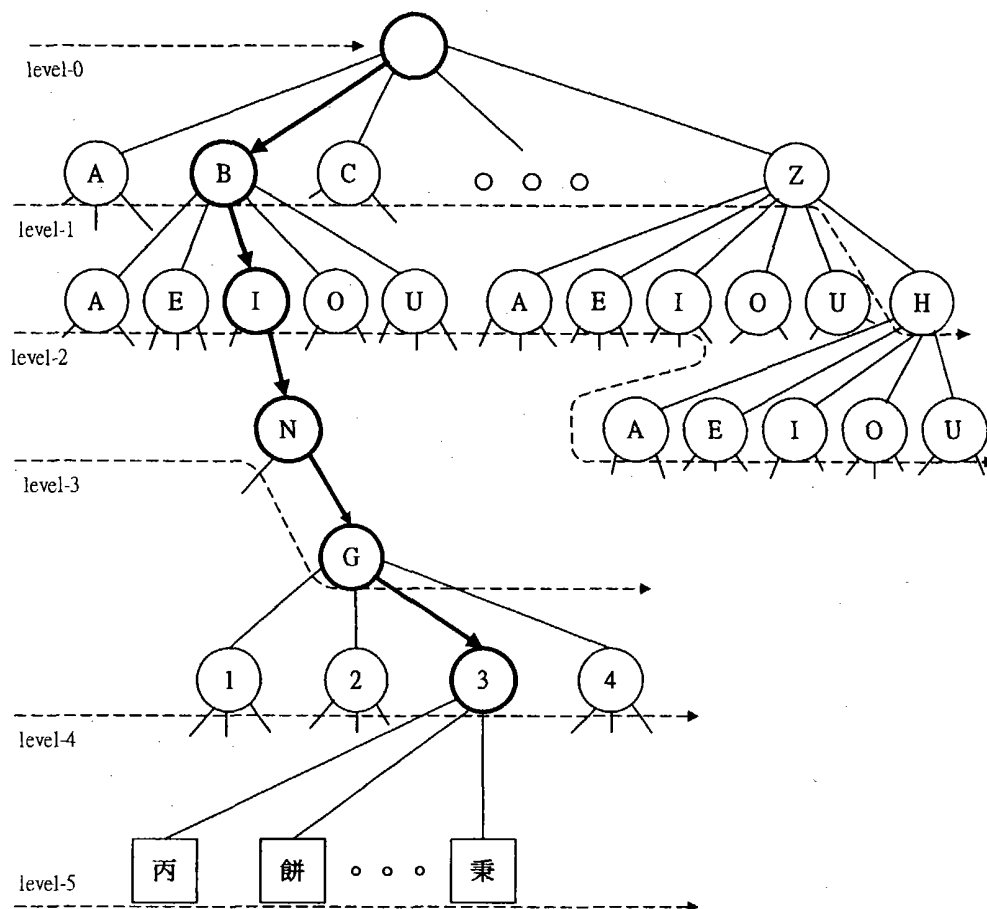 level-0
A B C Z
level-1
A E I O U A E I O U H
level-2
N A E I O U
level-3
G
1 2 3 4
level-4
丙 餅 秉
level-5